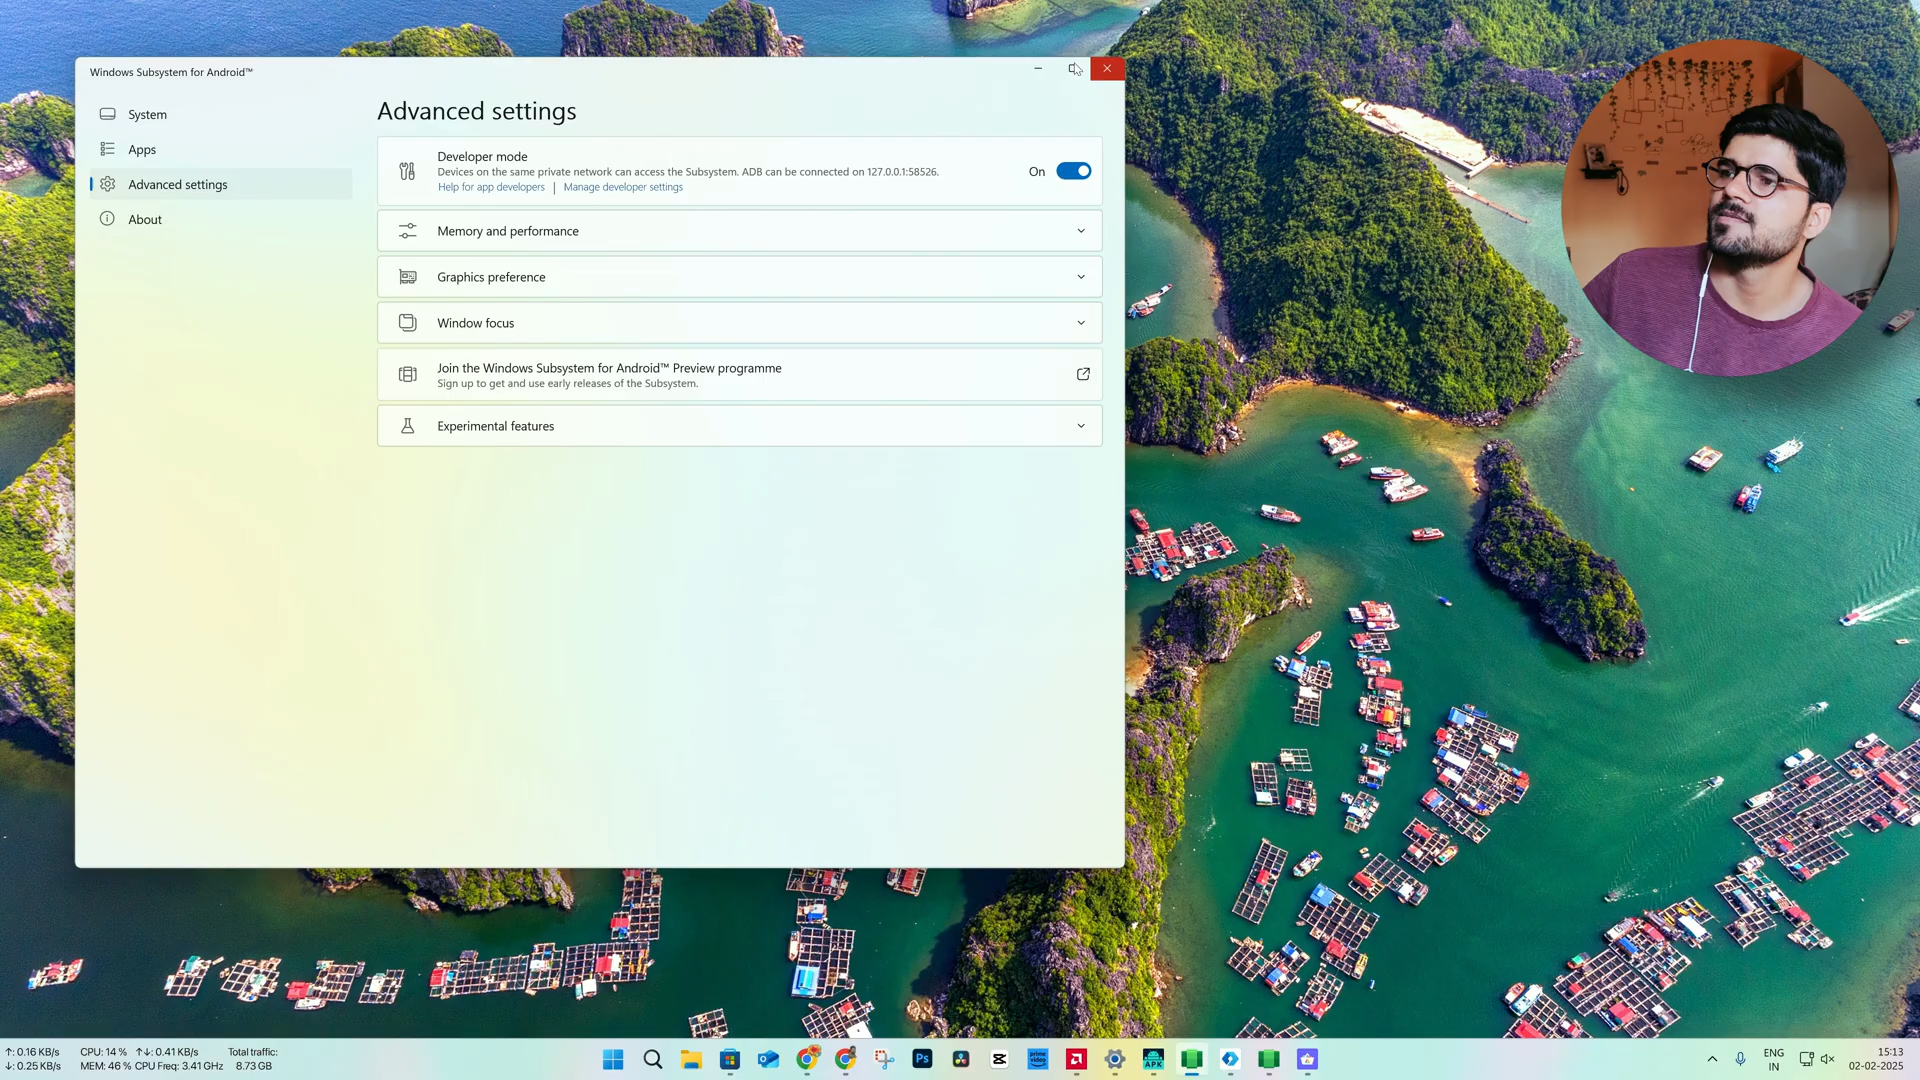 Windows Subsystem for Android™
System
Apps
Advanced settings
About
Advanced settings
Developer mode
Devices on the same private network can access the Subsystem. ADB can be connected on 127.0.0.1:58526.
Help for app developers | Manage developer settings
On
Memory and performance
Graphics preference
Window focus
Join the Windows Subsystem for Android™ Preview programme
Sign up to get and use early releases of the Subsystem.
Experimental features
↑: 0.16 KB/s CPU: 14 % ↑↓: 0.41 KB/s Total traffic:
↓: 0.25 KB/s MEM: 46 % CPU Freq: 3.41 GHz 8.73 GB
Ps
prime video
APK
ENG
IN
15:13
02-02-2025